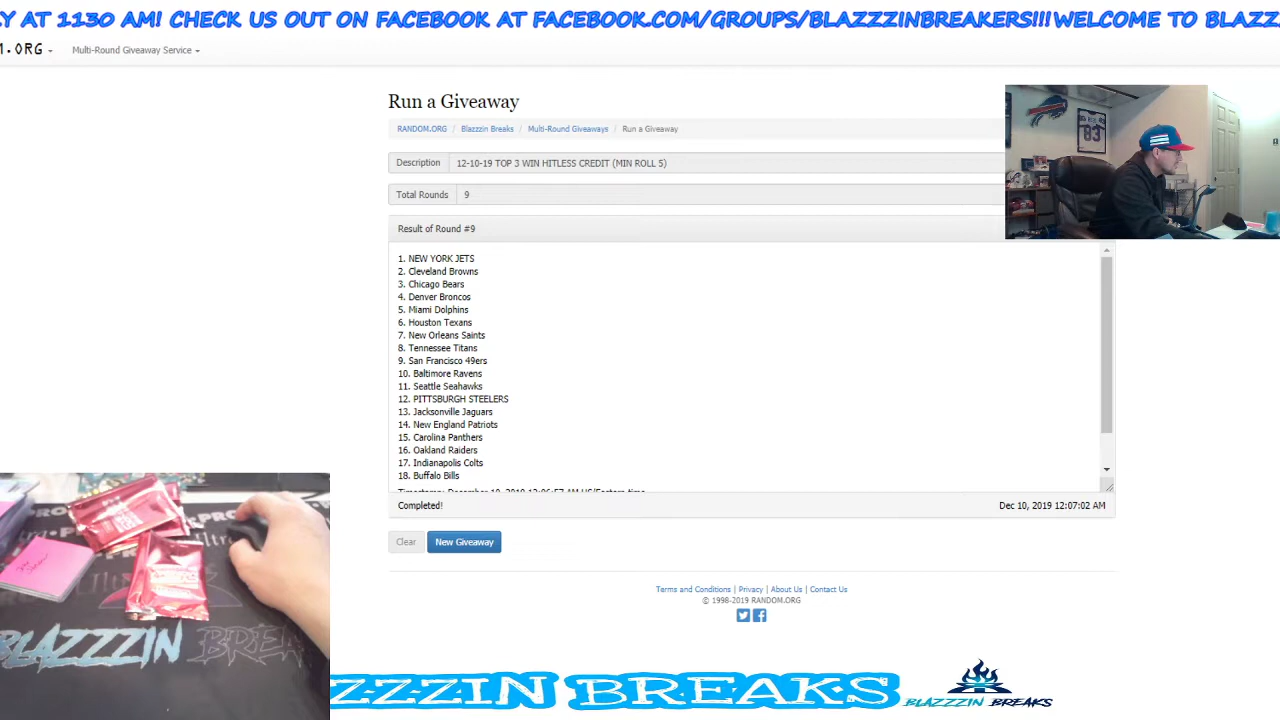 Y AT 1130 AM! CHECK US OUT ON FACEBOOK AT FACEBOOK.COM/GROUPS/BLAZZZINBREAKERS!!! WELCOME TO BLAZZ
M.ORG Multi-Round Giveaway Service
Run a Giveaway
RANDOM.ORG / Blazzzin Breaks / Multi-Round Giveaways / Run a Giveaway
Description 12-10-19 TOP 3 WIN HITLESS CREDIT (MIN ROLL 5)
Total Rounds 9
Result of Round #9
1. NEW YORK JETS
2. Cleveland Browns
3. Chicago Bears
4. Denver Broncos
5. Miami Dolphins
6. Houston Texans
7. New Orleans Saints
8. Tennessee Titans
9. San Francisco 49ers
10. Baltimore Ravens
11. Seattle Seahawks
12. PITTSBURGH STEELERS
13. Jacksonville Jaguars
14. New England Patriots
15. Carolina Panthers
16. Oakland Raiders
17. Indianapolis Colts
18. Buffalo Bills
Completed! Dec 10, 2019 12:07:02 AM
Clear New Giveaway
Terms and Conditions | Privacy | About Us | Contact Us
© 1998-2019 RANDOM.ORG
83
BLAZZZIN BREA
ZZZIN BREAKS
BLAZZZIN BREAKS